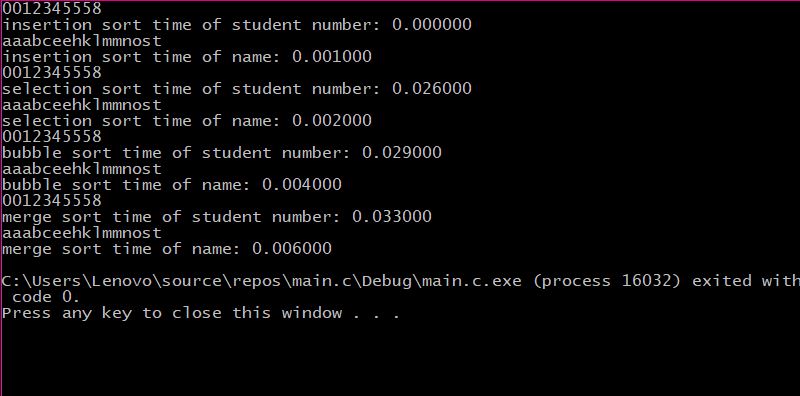 0012345558
insertion sort time of student number: 0.000000
aaabceehklmmnost
insertion sort time of name: 0.001000
0012345558
selection sort time of student number: 0.026000
aaabceehklmmnost
selection sort time of name: 0.002000
0012345558
bubble sort time of student number: 0.029000
aaabceehklmmnost
bubble sort time of name: 0.004000
0012345558
merge sort time of student number: 0.033000
aaabceehklmmnost
merge sort time of name: 0.006000
C:\Users\Lenovo\source\repos\main.c\Debug\main.c.exe (process 16032) exited with
code 0.
Press any key to close this window . . .